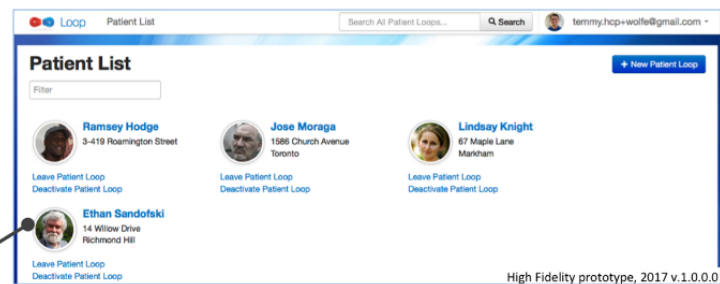 Loop Patient List Search All Patient Loops... Search temmy.hcp+wolfe@gmail.com
Patient List
+ New Patient Loop
Filter
Ramsey Hodge
3-419 Roamington Street
Leave Patient Loop
Deactivate Patient Loop
Jose Moraga
1586 Church Avenue
Toronto
Leave Patient Loop
Deactivate Patient Loop
Lindsay Knight
67 Maple Lane
Markham
Leave Patient Loop
Deactivate Patient Loop
Ethan Sandofski
14 Willow Drive
Richmond Hill
Leave Patient Loop
Deactivate Patient Loop
High Fidelity prototype, 2017 v.1.0.0.0